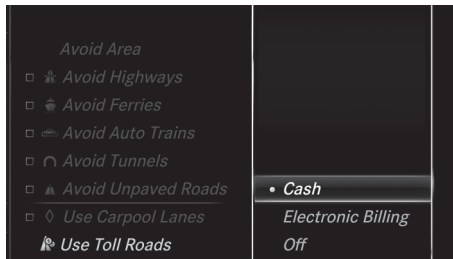 Avoid Area
Avoid Highways
Avoid Ferries
Avoid Auto Trains
Avoid Tunnels
Avoid Unpaved Roads
Use Carpool Lanes
Use Toll Roads
Cash
Electronic Billing
Off